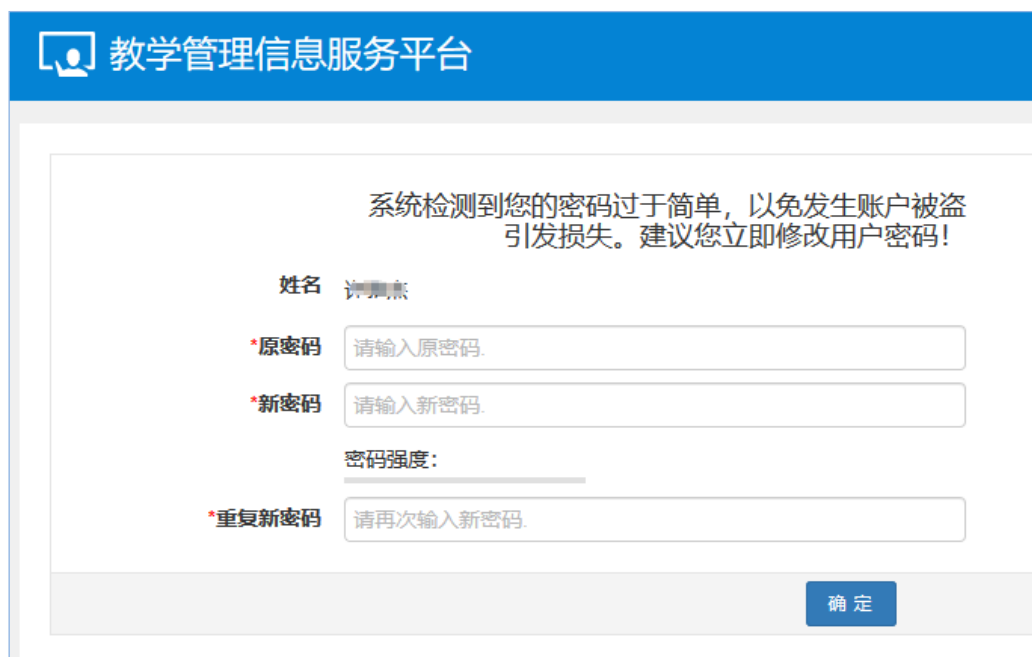 教学管理信息服务平台
系统检测到您的密码过于简单，以免发生账户被盗
引发损失。建议您立即修改用户密码！
姓名
*原密码 请输入原密码.
*新密码 请输入新密码.
密码强度：
*重复新密码 请再次输入新密码.
确 定